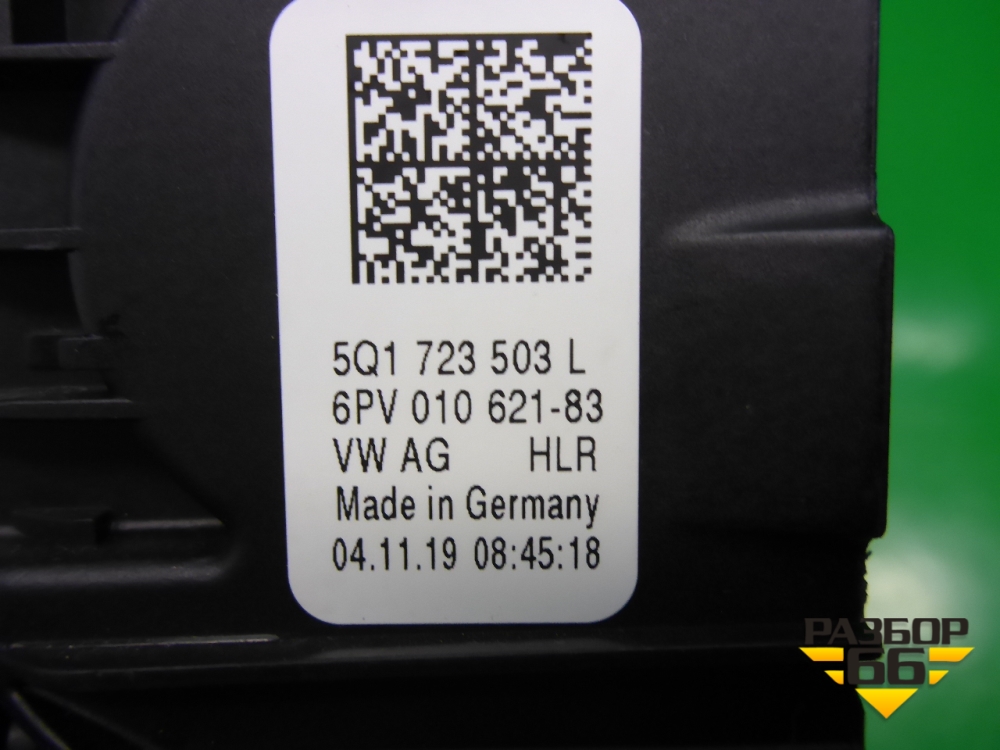 5Q1 723 503 L
6PV 010 621-83
VW AG HLR
Made in Germany
04.11.19 08:45:18
РАЗБОР
66